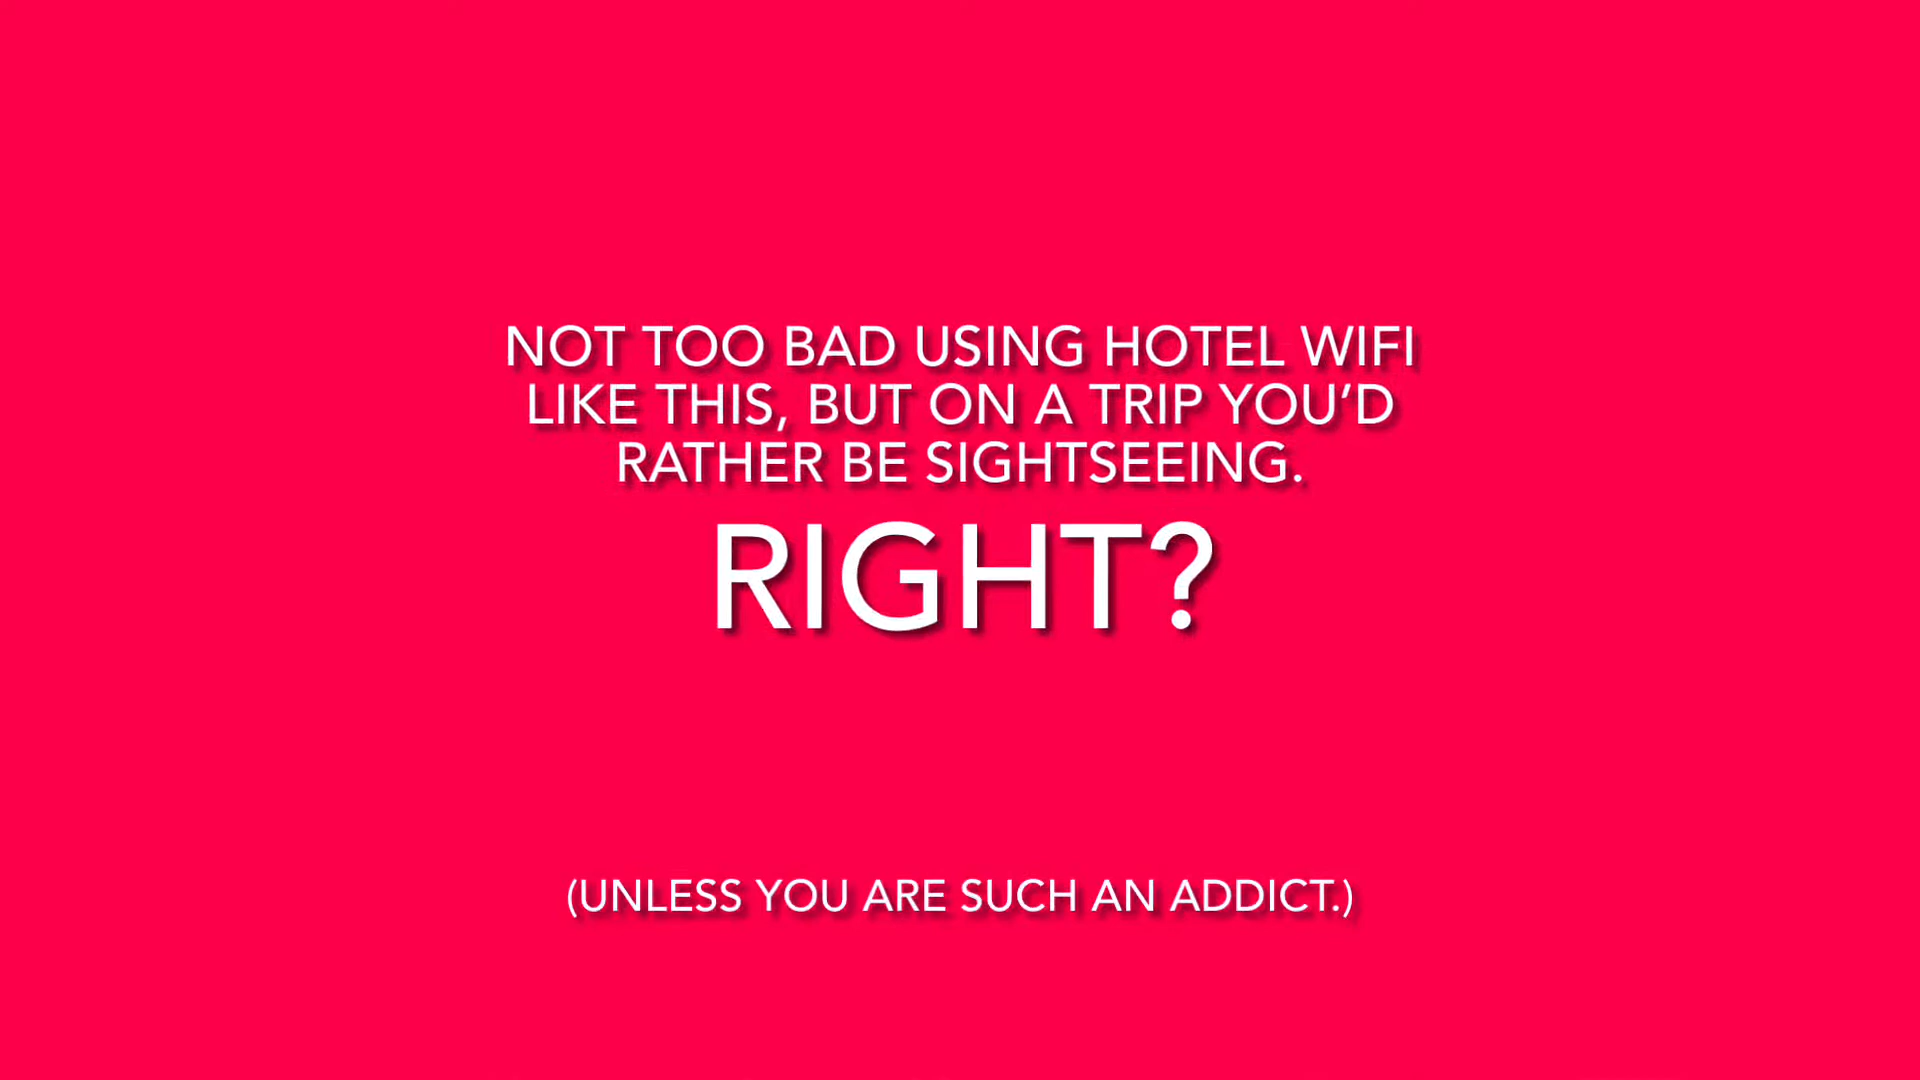 NOT TOO BAD USING HOTEL WIFI
LIKE THIS, BUT ON A TRIP YOU’D
RATHER BE SIGHTSEEING.
RIGHT?
(UNLESS YOU ARE SUCH AN ADDICT.)